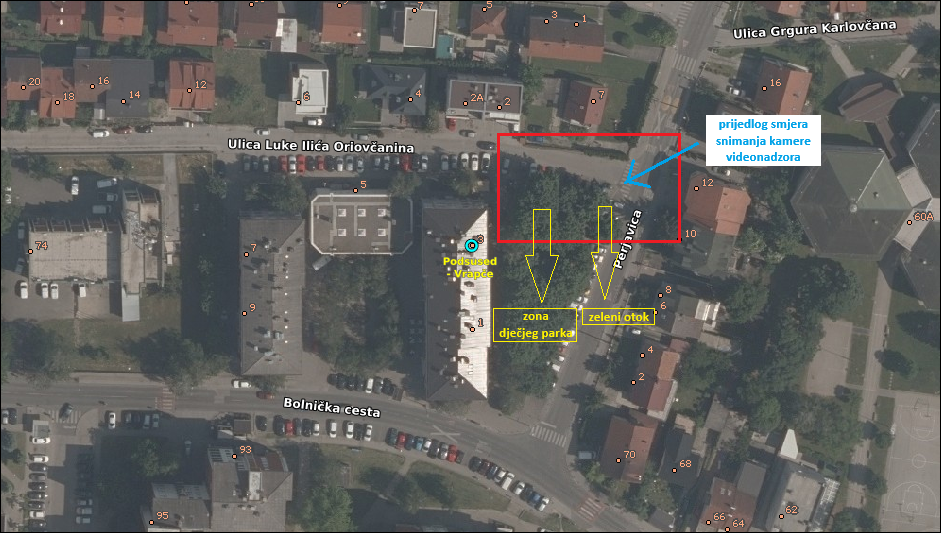 7
5
3
1
Ulica Grgura Karlovčana
20
16
18
14
12
6
4
2A
2
7
16
prijedlog smjera
snimanja kamere
videonadzora
Ulica Luke Ilića Oriovčanina
5
12
60A
74
7
3
Podsused
- Vrapče
Perjavica
10
9
1
zona
dječjeg parka
zeleni otok
8
6
4
2
Bolnička cesta
93
70
68
95
66
64
62